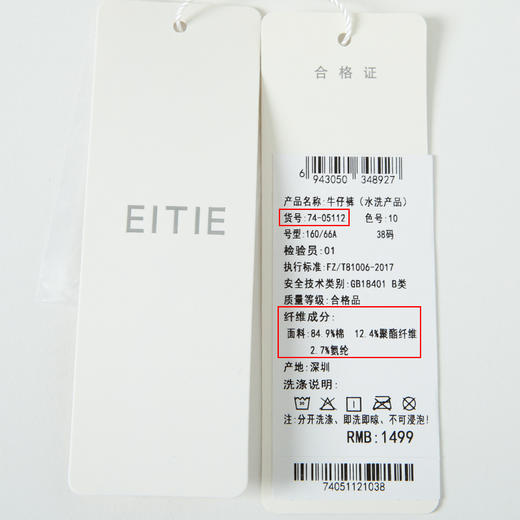 EITIE
合格证
6 943050 348927
产品名称:牛仔裤(水洗产品)
货号:74-05112 色号:10
号型:160/66A 38码
检验员:01
执行标准:FZ/T81006-2017
安全技术类别:GB18401 B类
质量等级:合格品
纤维成分:
面料:84.9%棉 12.4%聚酯纤维
2.7%氨纶
产地:深圳
洗涤说明:
注:分开洗涤、即洗即晾、不可浸泡!
RMB:1499
74051121038